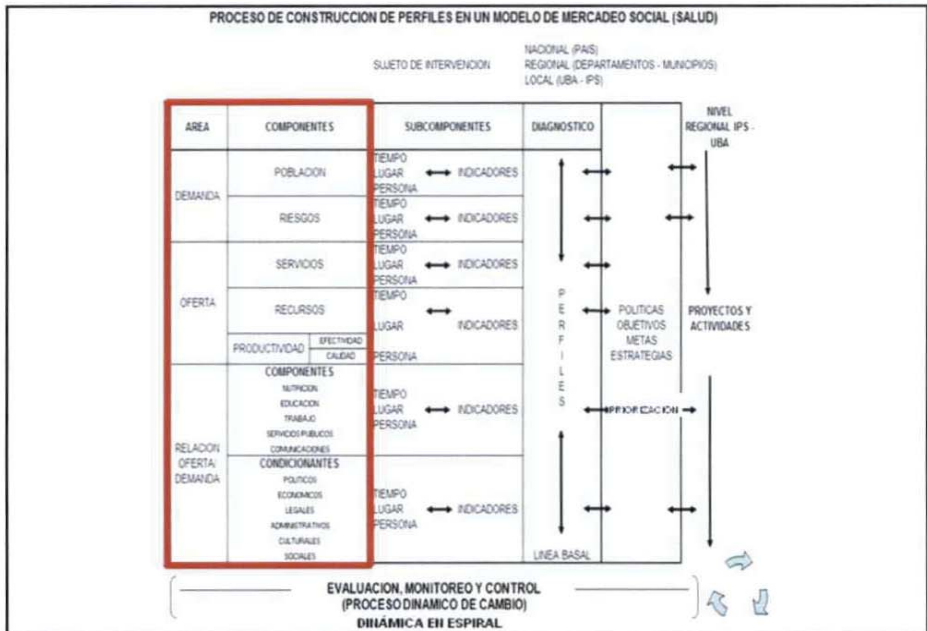 PROCESO DE CONSTRUCCION DE PERFILES EN UN MODELO DE MERCADEO SOCIAL (SALUD)
SUJETO DE INTERVENCION
NACIONAL (PAIS)
REGIONAL (DEPARTAMENTOS - MUNICIPIOS)
LOCAL (UBA - IPS)
AREA
COMPONENTES
SUBCOMPONENTES
DIAGNOSTICO
NIVEL
REGIONAL IPS -
UBA
DEMANDA
POBLACION
TIEMPO
LUGAR
PERSONA
INDICADORES
RIESGOS
TIEMPO
LUGAR
PERSONA
INDICADORES
OFERTA
SERVICIOS
TIEMPO
LUGAR
PERSONA
INDICADORES
RECURSOS
TIEMPO
LUGAR
INDICADORES
PRODUCTIVIDAD
EFECTIVIDAD
CALIDAD
PERSONA
PERFILES
POLITICAS
OBJETIVOS
METAS
ESTRATEGIAS
PROYECTOS Y
ACTIVIDADES
RELACION
OFERTA/
DEMANDA
COMPONENTES
NUTRICION
EDUCACION
TRABAJO
SERVICIOS PUBLICOS
COMUNICACIONES
TIEMPO
LUGAR
PERSONA
INDICADORES
PRIORIZACIÓN
CONDICIONANTES
POLITICOS
ECONOMICOS
LEGALES
ADMINISTRATIVOS
CULTURALES
SOCIALES
TIEMPO
LUGAR
PERSONA
INDICADORES
LINEA BASAL
EVALUACION, MONITOREO Y CONTROL
(PROCESO DINAMICO DE CAMBIO)
DINÁMICA EN ESPIRAL